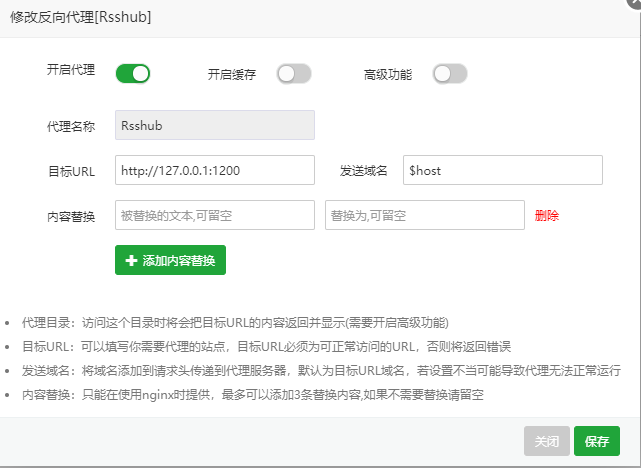 修改反向代理[Rsshub]
开启代理 开启缓存 高级功能
代理名称 Rsshub
目标URL http://127.0.0.1:1200 发送域名 $host
内容替换 被替换的文本,可留空 替换为,可留空 删除
添加内容替换
代理目录：访问这个目录时将会把目标URL的内容返回并显示(需要开启高级功能)
目标URL：可以填写你需要代理的站点，目标URL必须为可正常访问的URL，否则将返回错误
发送域名：将域名添加到请求头传递到代理服务器，默认为目标URL域名，若设置不当可能导致代理无法正常运行
内容替换：只能在使用nginx时提供，最多可以添加3条替换内容,如果不需要替换请留空
关闭 保存